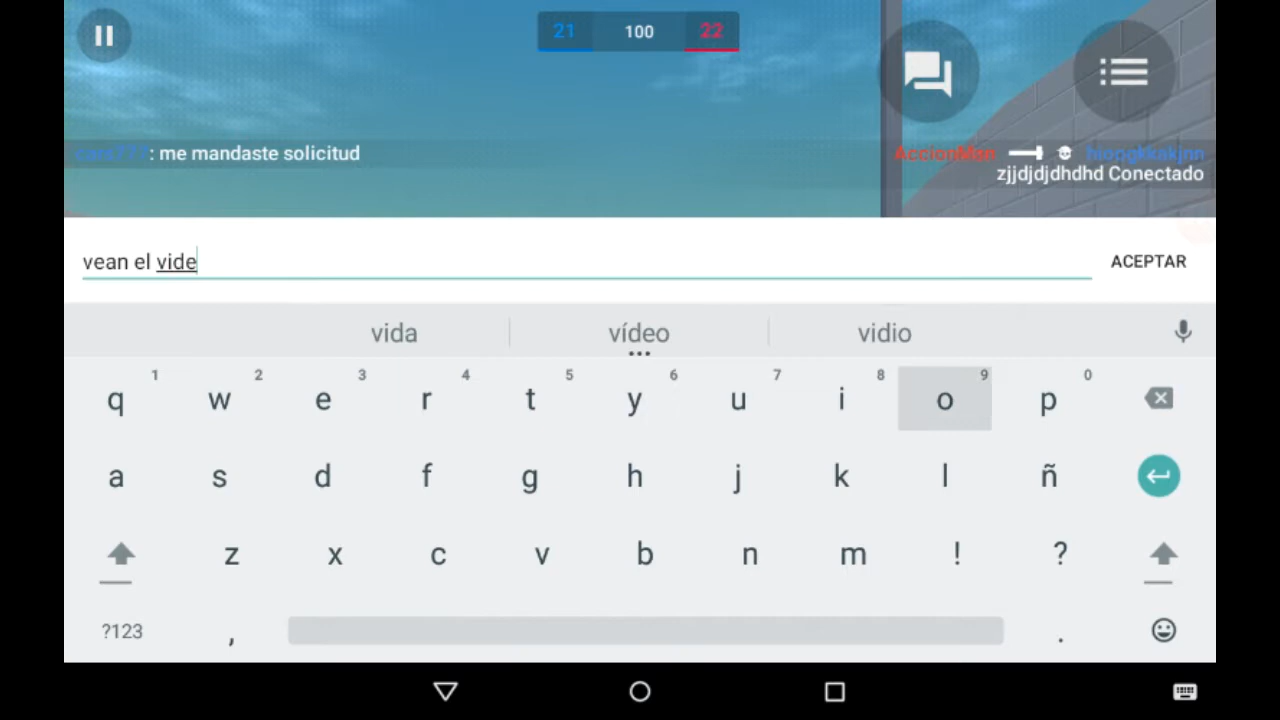 21 100 22
: me mandaste solicitud
AccionMan
zjjdjdjdhdhd Conectado
vean el vide
ACEPTAR
vida vídeo vidio
1 2 3 4 5 6 7 8 9 0
q w e r t y u i o p
a s d f g h j k l ñ
z x c v b n m ! ?
?123 , .